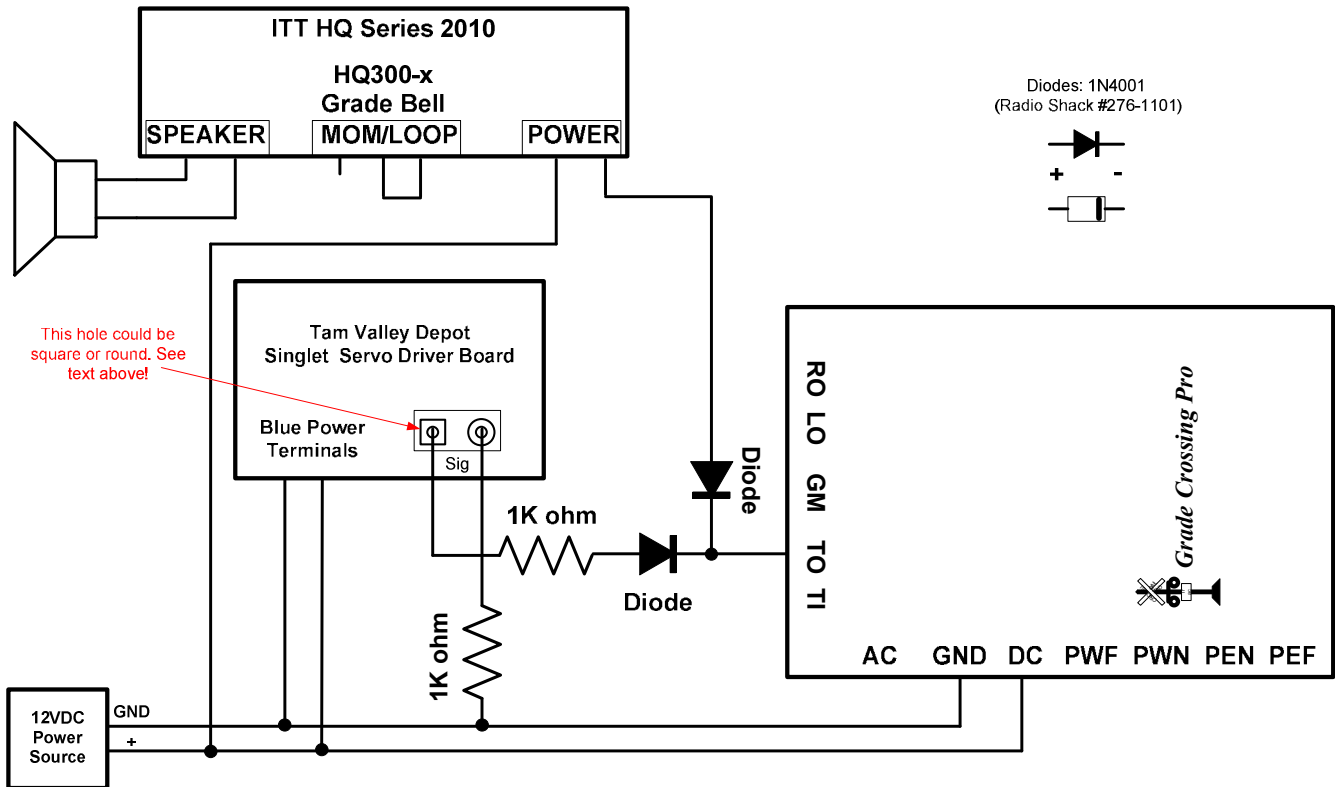 ITT HQ Series 2010
HQ300-x
Grade Bell
SPEAKER
MOM/LOOP
POWER
Diodes: 1N4001
(Radio Shack #276-1101)
+
-
This hole could be
square or round. See
text above!
Tam Valley Depot
Singlet Servo Driver Board
Blue Power
Terminals
Sig
1K ohm
Diode
Diode
1K ohm
RO
LO
GM
TO
TI
Grade Crossing Pro
AC
GND
DC
PWF
PWN
PEN
PEF
12VDC
Power
Source
GND
+